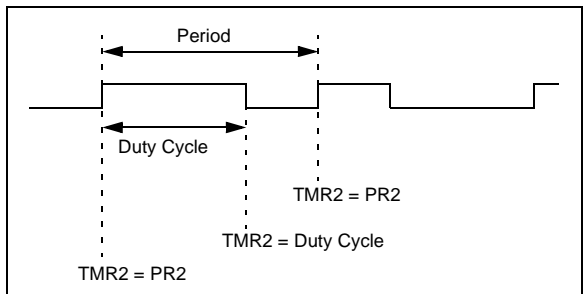 Period
Duty Cycle
TMR2 = PR2
TMR2 = Duty Cycle
TMR2 = PR2